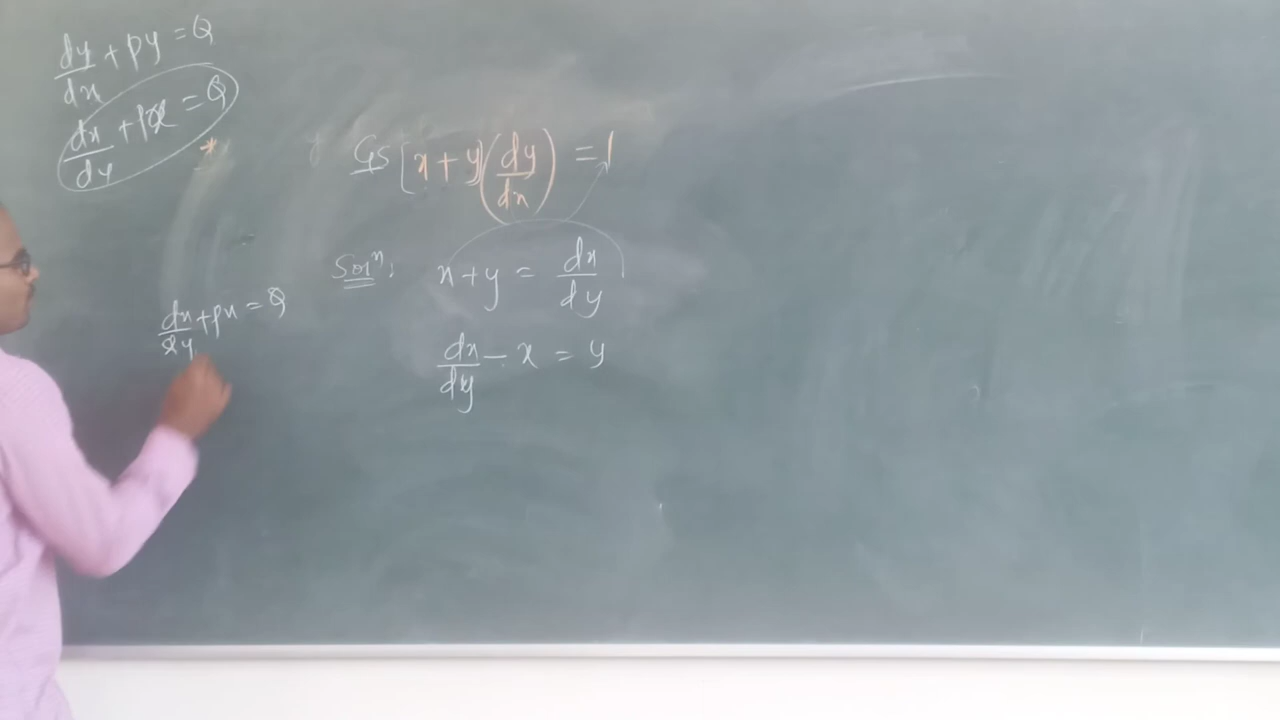 dy/dx + py = Q
dx/dy + px = Q
*
GS [x+y](dy/dx) = 1
Solⁿ: x+y = dx/dy
dx/dy + px = Q
dx/dy - x = y